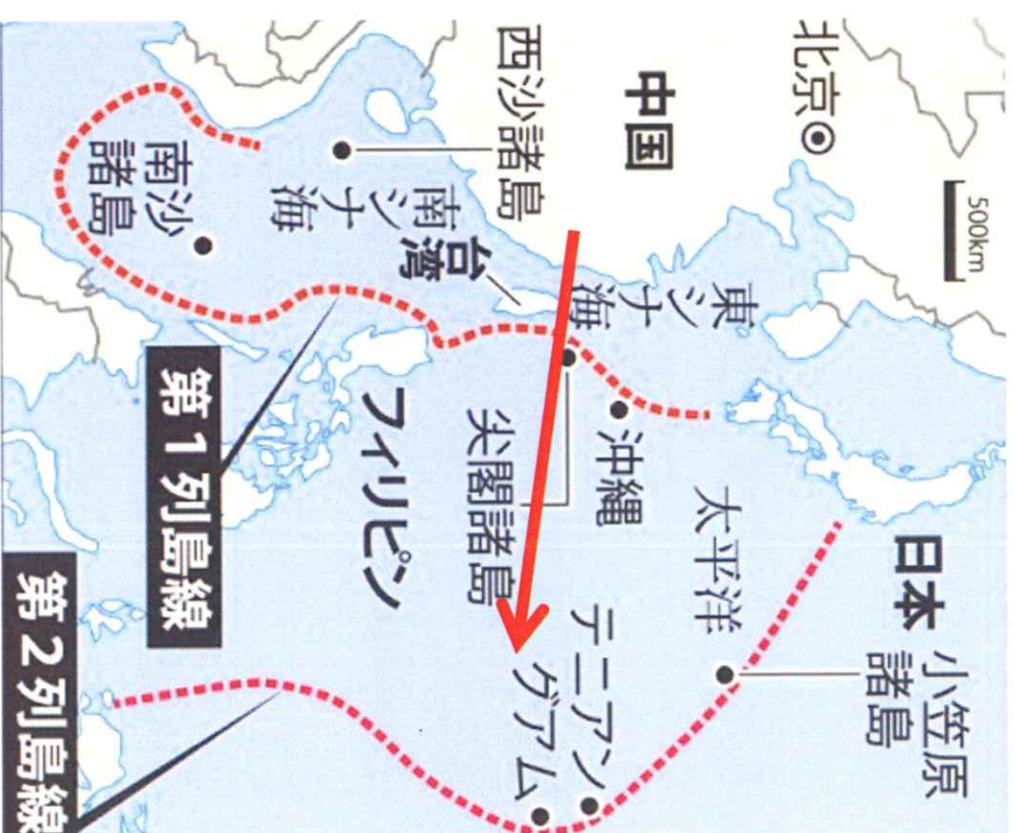 500km
北京
中国
西沙諸島
南シナ海
南沙
諸島
台湾
東シナ
海
沖縄
尖閣諸島
フィリピン
第1列島線
太平洋
日本
小笠原
諸島
テニアン
グアム
第2列島線